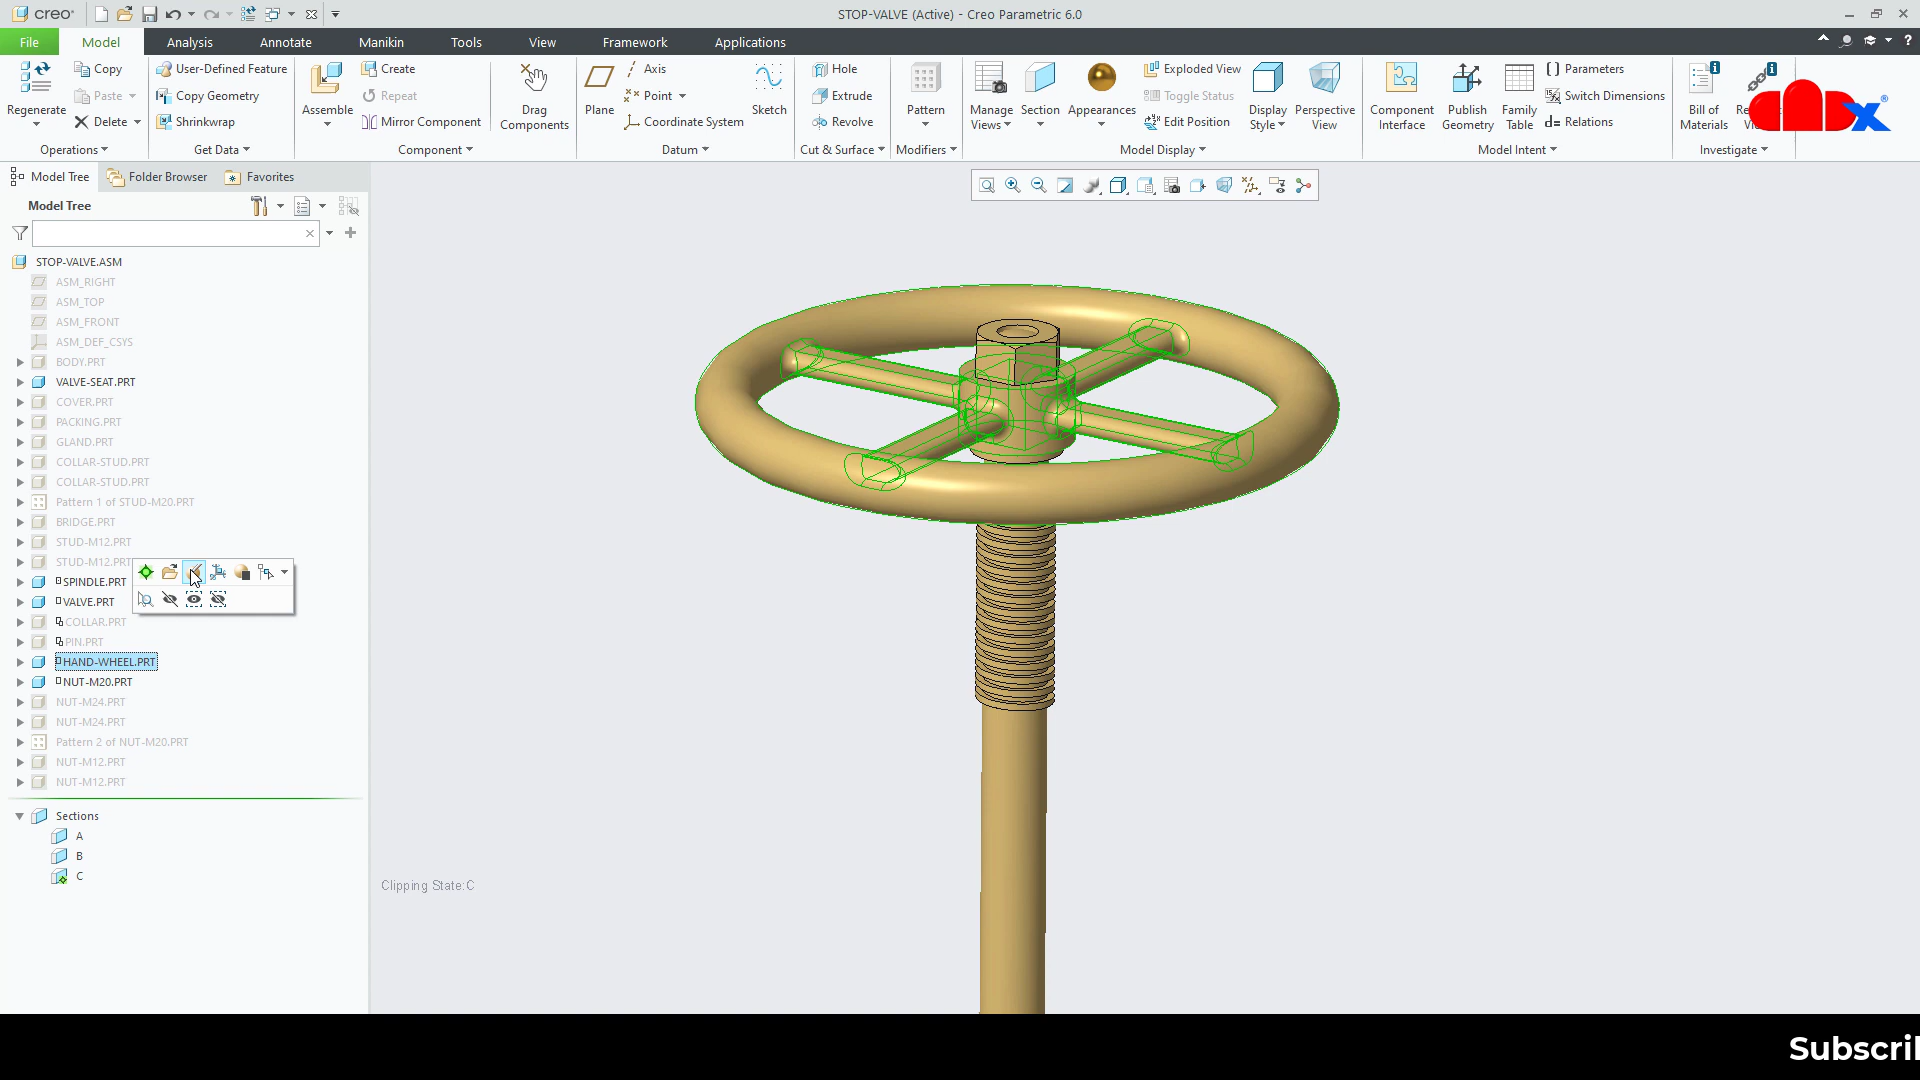 creo®
STOP-VALVE (Active) - Creo Parametric 6.0
File
Model
Analysis
Annotate
Manikin
Tools
View
Framework
Applications
Regenerate
Copy
Paste
Delete
Operations
User-Defined Feature
Copy Geometry
Shrinkwrap
Get Data
Assemble
Create
Repeat
Mirror Component
Drag
Components
Component
Plane
Axis
Point
Coordinate System
Sketch
Datum
Hole
Extrude
Revolve
Cut & Surface
Pattern
Modifiers
Manage
Views
Section
Appearances
Exploded View
Toggle Status
Edit Position
Display
Style
Perspective
View
Model Display
Component
Interface
Publish
Geometry
Family
Table
Parameters
Switch Dimensions
Relations
Model Intent
Bill of
Materials
Investigate
Model Tree
Folder Browser
Favorites
Model Tree
STOP-VALVE.ASM
ASM_RIGHT
ASM_TOP
ASM_FRONT
ASM_DEF_CSYS
BODY.PRT
VALVE-SEAT.PRT
COVER.PRT
PACKING.PRT
GLAND.PRT
COLLAR-STUD.PRT
COLLAR-STUD.PRT
Pattern 1 of STUD-M20.PRT
BRIDGE.PRT
STUD-M12.PRT
STUD-M12.PRT
SPINDLE.PRT
VALVE.PRT
COLLAR.PRT
PIN.PRT
HAND-WHEEL.PRT
NUT-M20.PRT
NUT-M24.PRT
NUT-M24.PRT
Pattern 2 of NUT-M20.PRT
NUT-M12.PRT
NUT-M12.PRT
Sections
A
B
C
Clipping State:C
Subscri